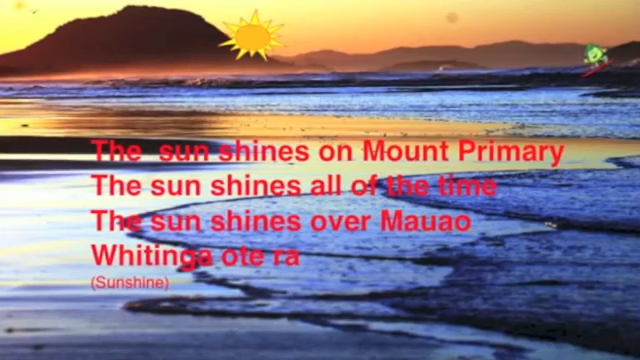 The sun shines on Mount Primary
The sun shines all of the time
The sun shines over Mauao
Whitinga ote ra
(Sunshine)